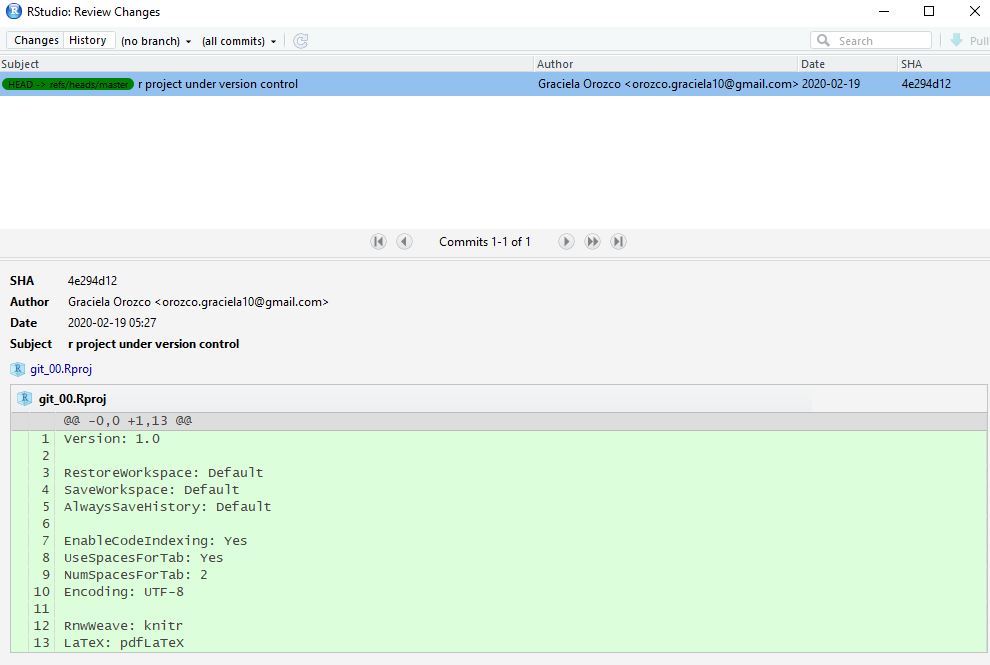 RStudio: Review Changes
Changes History (no branch) (all commits) Search Pull
Subject Author Date SHA
HEAD -> refs/heads/master r project under version control Graciela Orozco <orozco.graciela10@gmail.com> 2020-02-19 4e294d12
Commits 1-1 of 1
SHA 4e294d12
Author Graciela Orozco <orozco.graciela10@gmail.com>
Date 2020-02-19 05:27
Subject r project under version control
git_00.Rproj
git_00.Rproj
@@ -0,0 +1,13 @@
1 Version: 1.0
2
3 RestoreWorkspace: Default
4 SaveWorkspace: Default
5 AlwaysSaveHistory: Default
6
7 EnableCodeIndexing: Yes
8 UseSpacesForTab: Yes
9 NumSpacesForTab: 2
10 Encoding: UTF-8
11
12 RnwWeave: knitr
13 LaTeX: pdfLaTeX